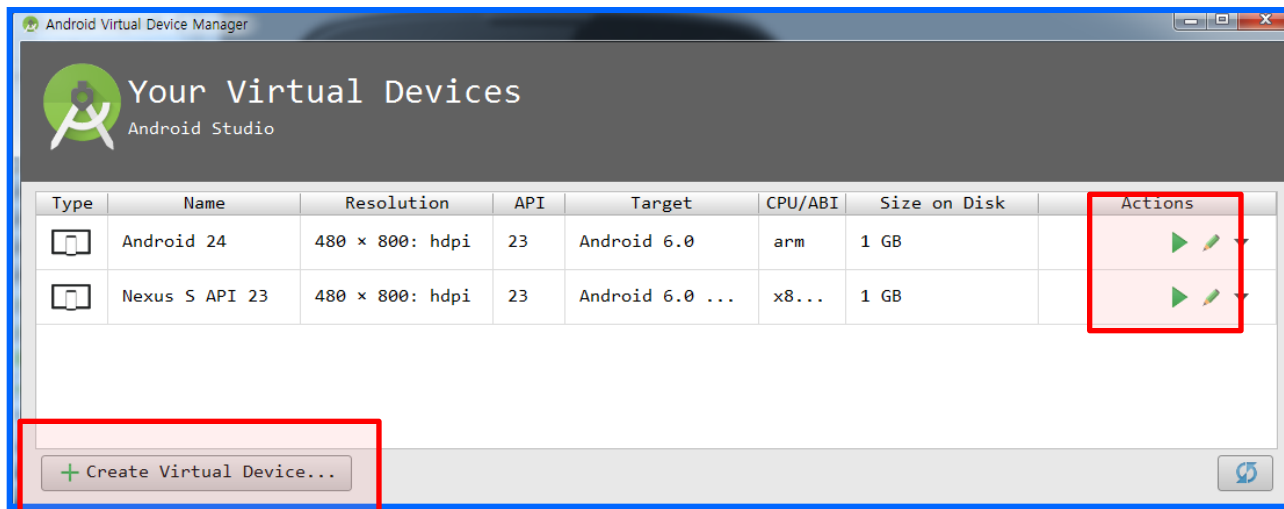 Android Virtual Device Manager
Your Virtual Devices
Android Studio
Type Name Resolution API Target CPU/ABI Size on Disk Actions
Android 24 480 × 800: hdpi 23 Android 6.0 arm 1 GB
Nexus S API 23 480 × 800: hdpi 23 Android 6.0 ... x8... 1 GB
+ Create Virtual Device...